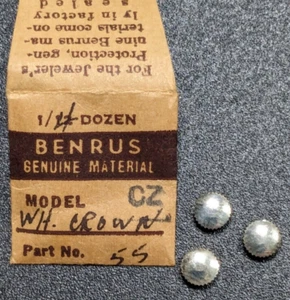 For the Jeweler's
Protection, gen-
uine Benrus ma-
terials come on-
ly in factory
sealed
1/4 DOZEN
BENRUS
GENUINE MATERIAL
MODEL CZ
WH. CROWN
Part No. 55